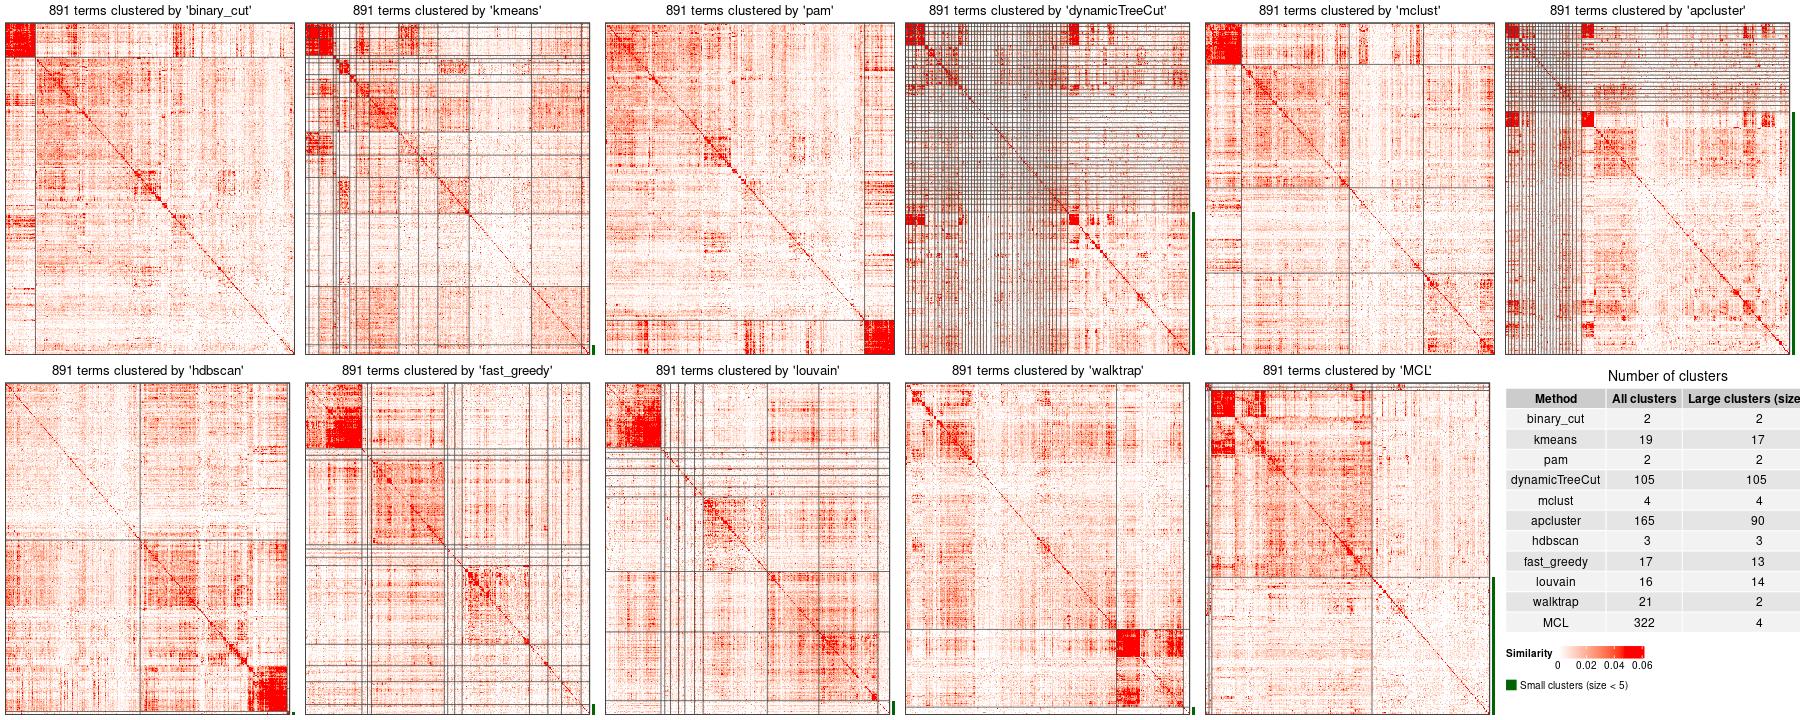 891 terms clustered by 'binary_cut'
891 terms clustered by 'kmeans'
891 terms clustered by 'pam'
891 terms clustered by 'dynamicTreeCut'
891 terms clustered by 'mclust'
891 terms clustered by 'apcluster'
891 terms clustered by 'hdbscan'
891 terms clustered by 'fast_greedy'
891 terms clustered by 'louvain'
891 terms clustered by 'walktrap'
891 terms clustered by 'MCL'
Number of clusters
Method All clusters Large clusters (size
binary_cut 2 2
kmeans 19 17
pam 2 2
dynamicTreeCut 105 105
mclust 4 4
apcluster 165 90
hdbscan 3 3
fast_greedy 17 13
louvain 16 14
walktrap 21 2
MCL 322 4
Similarity
0 0.02 0.04 0.06
Small clusters (size < 5)